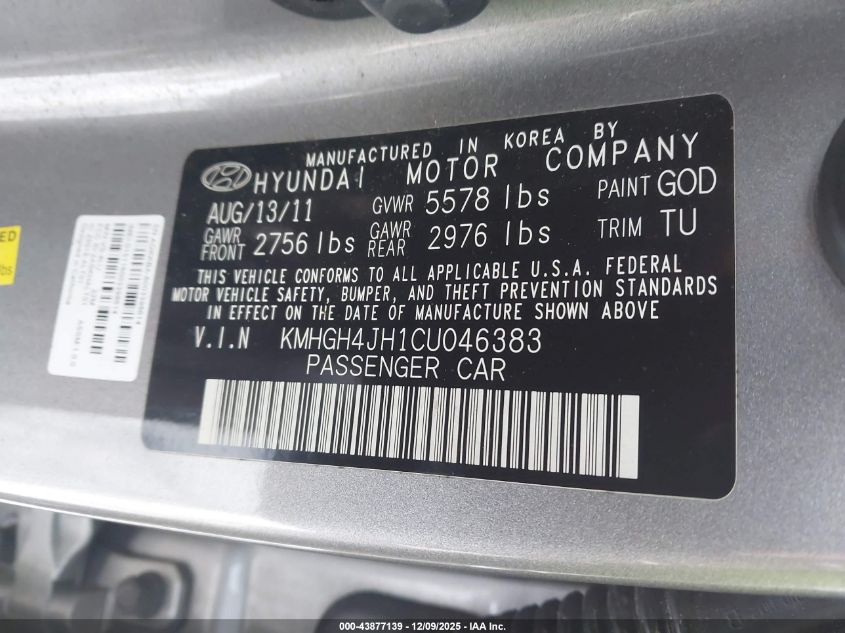 MANUFACTURED IN KOREA BY
HYUNDAI MOTOR COMPANY
AUG/13/11 GVWR 5578 lbs PAINT GOD
GAWR FRONT 2756 lbs GAWR REAR 2976 lbs TRIM TU
THIS VEHICLE CONFORMS TO ALL APPLICABLE U.S.A. FEDERAL
MOTOR VEHICLE SAFETY, BUMPER, AND THEFT PREVENTION STANDARDS
IN EFFECT ON THE DATE OF MANUFACTURE SHOWN ABOVE
V.I.N KMHGH4JH1CU046383
PASSENGER CAR
ED
lbs
000-43877139 - 12/09/2025 - IAA Inc.